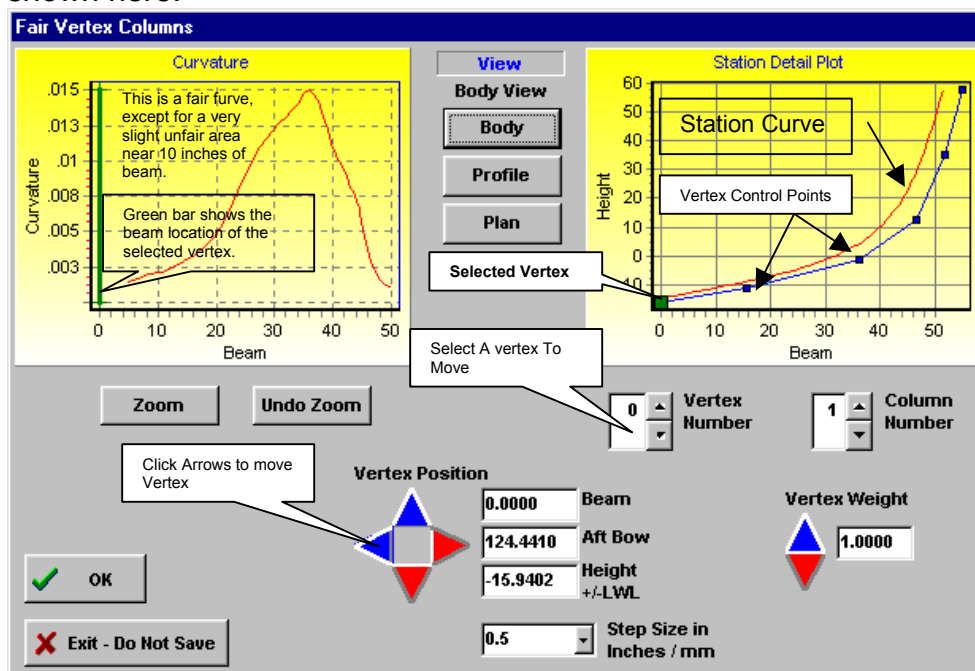 shown here.
Fair Vertex Columns
Curvature
.015
.013
.01
.008
.005
.003
Curvature
This is a fair furve,
except for a very
slight unfair area
near 10 inches of
beam.
Green bar shows the
beam location of the
selected vertex.
0 10 20 30 40 50
Beam
View
Body View
Body
Profile
Plan
Selected Vertex
Station Detail Plot
60
50
40
30
20
10
0
10
Height
Station Curve
Vertex Control Points
0 10 20 30 40 50
Beam
Select A vertex To
Move
Zoom
Undo Zoom
0
Vertex
Number
1
Column
Number
Click Arrows to move
Vertex
Vertex Position
0.0000 Beam
124.4410 Aft Bow
-15.9402 Height
+/-LWL
Vertex Weight
1.0000
OK
Exit - Do Not Save
0.5
Step Size in
Inches / mm